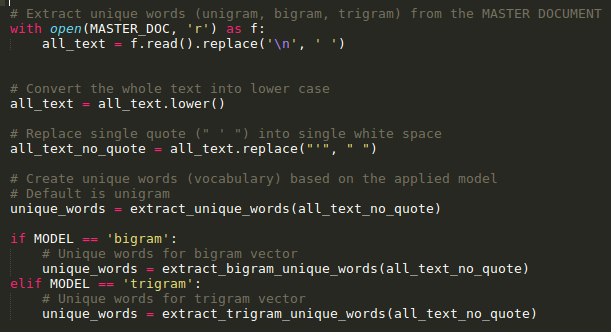 # Extract unique words (unigram, bigram, trigram) from the MASTER DOCUMENT
with open(MASTER_DOC, 'r') as f:
    all_text = f.read().replace('\n', ' ')
# Convert the whole text into lower case
all_text = all_text.lower()
# Replace single quote (" ' ") into single white space
all_text_no_quote = all_text.replace("'", " ")
# Create unique words (vocabulary) based on the applied model
# Default is unigram
unique_words = extract_unique_words(all_text_no_quote)
if MODEL == 'bigram':
    # Unique words for bigram vector
    unique_words = extract_bigram_unique_words(all_text_no_quote)
elif MODEL == 'trigram':
    # Unique words for trigram vector
    unique_words = extract_trigram_unique_words(all_text_no_quote)